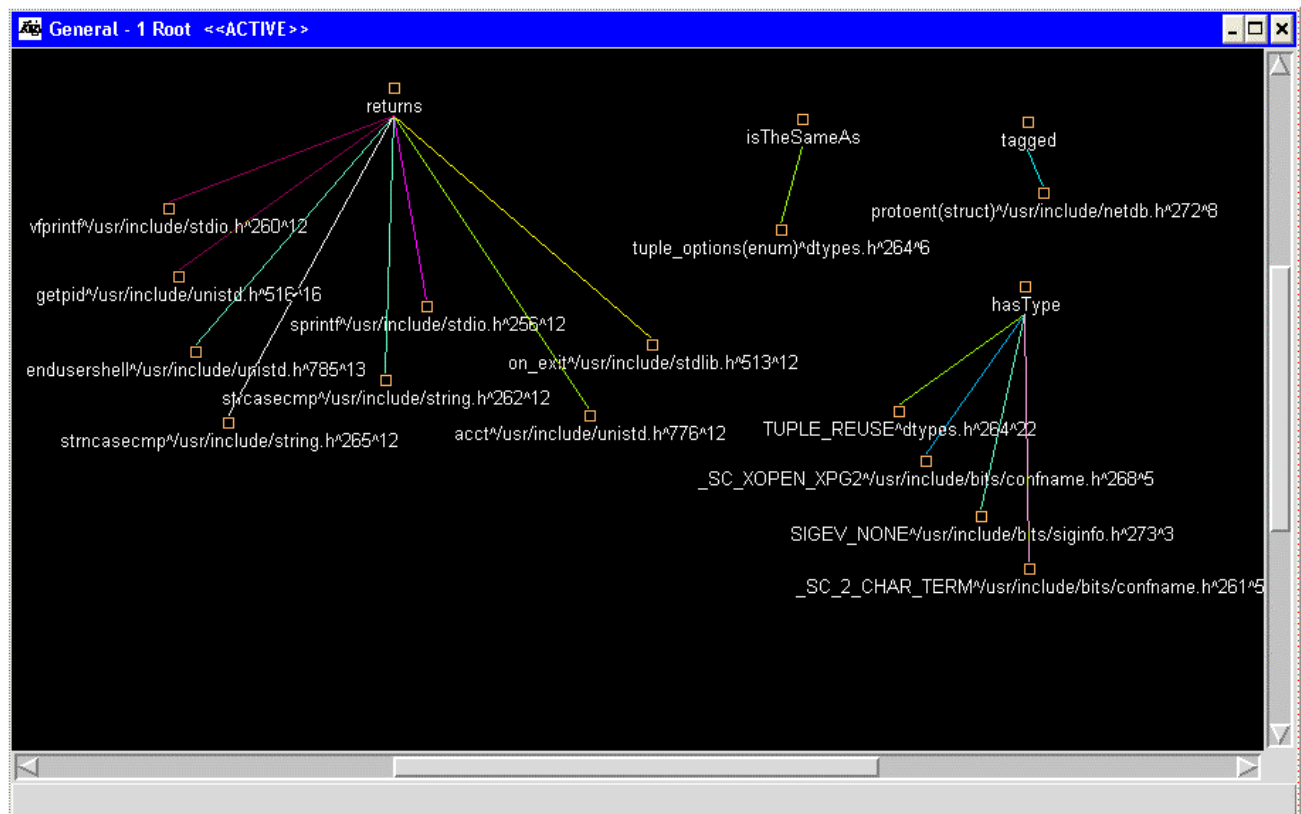 General - 1 Root <<ACTIVE>>
returns
isTheSameAs
tagged
vfprintf^/usr/include/stdio.h^260^12
protoent(struct)^/usr/include/netdb.h^272^8
tuple_options(enum)^dtypes.h^264^6
getpid^/usr/include/unistd.h^516^16
hasType
sprintf^/usr/include/stdio.h^256^12
endusershell^/usr/include/unistd.h^785^13
on_exit^/usr/include/stdlib.h^513^12
strcasecmp^/usr/include/string.h^262^12
strncasecmp^/usr/include/string.h^265^12
acct^/usr/include/unistd.h^776^12
TUPLE_REUSE^dtypes.h^264^22
_SC_XOPEN_XPG2^/usr/include/bits/confname.h^268^5
SIGEV_NONE^/usr/include/bits/siginfo.h^273^3
_SC_2_CHAR_TERM^/usr/include/bits/confname.h^261^5